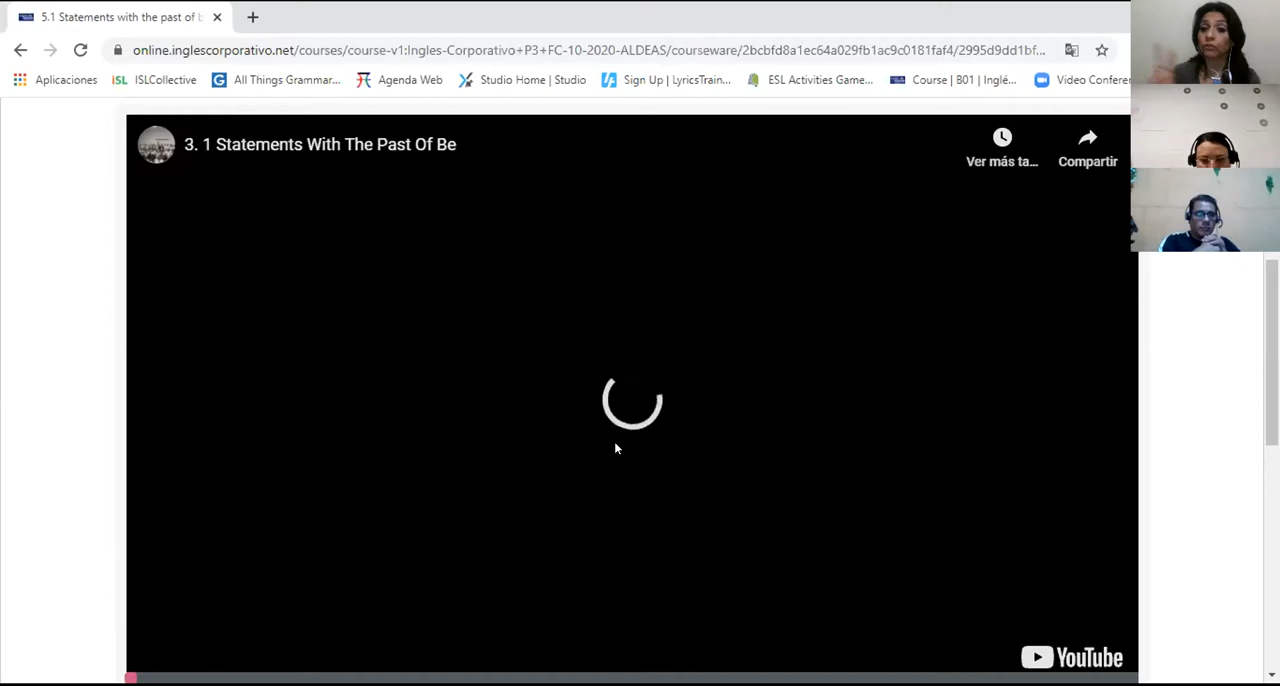 5.1 Statements with the past of b
online.inglescorporativo.net/courses/course-v1:Ingles-Corporativo+P3+FC-10-2020-ALDEAS/courseware/2bcbfd8a1ec64a029fb1ac9c0181faf4/2995d9dd1bf...
Aplicaciones iSL ISLCollective G All Things Grammar... Agenda Web Studio Home | Studio Sign Up | LyricsTrain... ESL Activities Game... Course | B01 | Inglé... Video Conferen
3. 1 Statements With The Past Of Be
Ver más ta... Compartir
YouTube